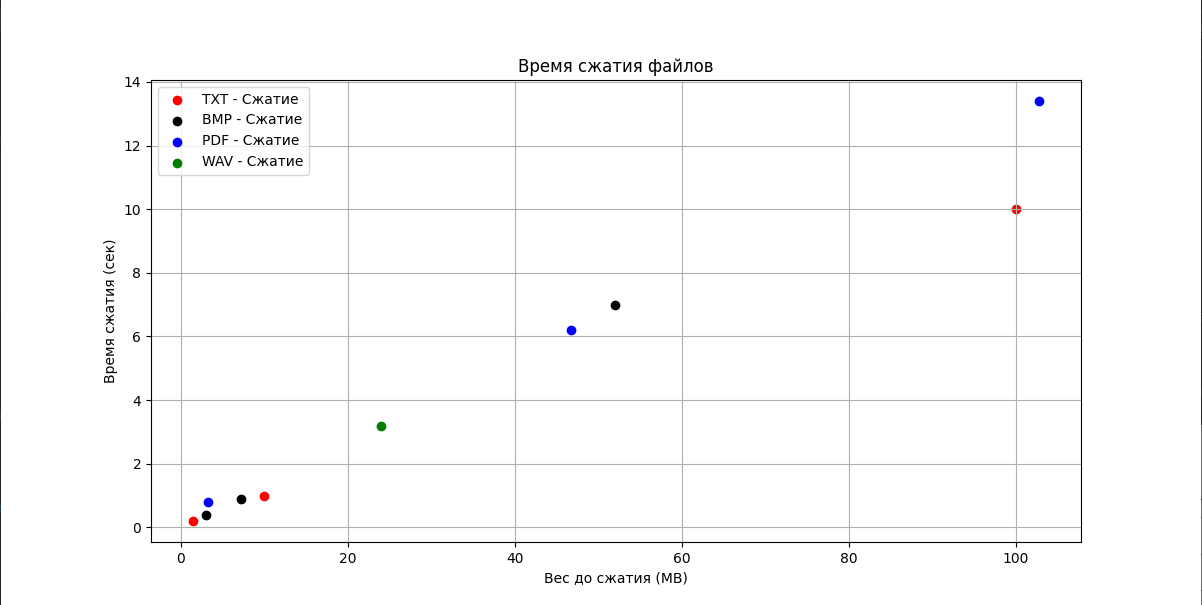 Время сжатия файлов
14
12
10
8
6
4
2
0
Время сжатия (сек)
TXT - Сжатие
BMP - Сжатие
PDF - Сжатие
WAV - Сжатие
0 20 40 60 80 100
Вес до сжатия (MB)